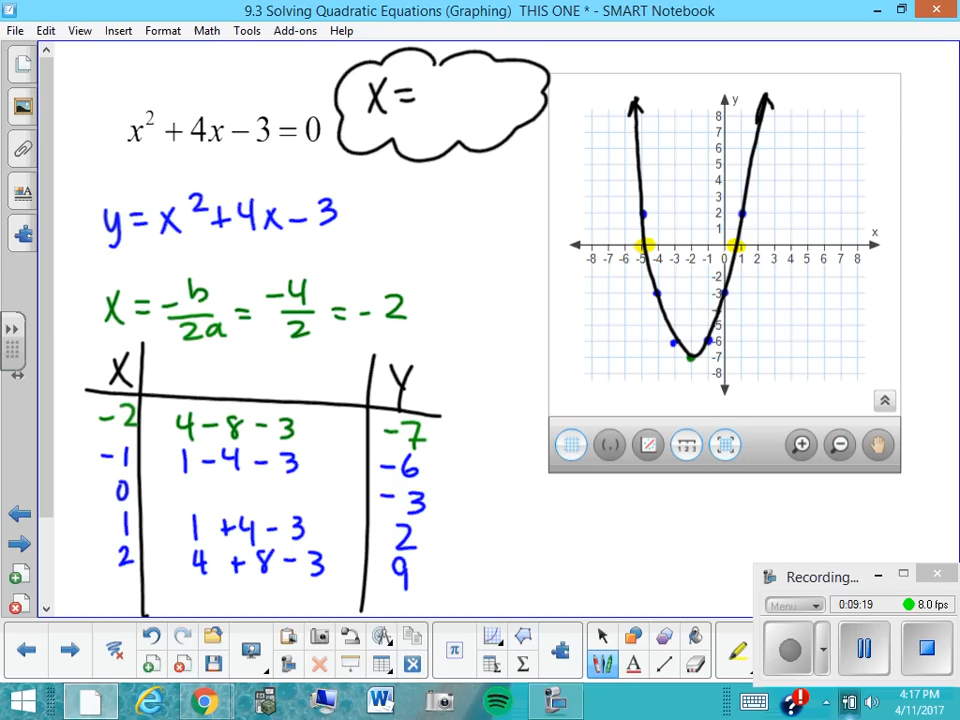 9.3 Solving Quadratic Equations (Graphing) THIS ONE * - SMART Notebook
File Edit View Insert Format Math Tools Add-ons Help
x² + 4x − 3 = 0
X =
y = x² + 4x − 3
X = -b/2a = -4/2 = -2
X Y
-2 4 - 8 - 3 -7
-1 1 - 4 - 3 -6
0 -3
1 1 + 4 - 3 2
2 4 + 8 - 3 9
y
8
7
6
5
4
3
2
1
x
-8 -7 -6 -5 -4 -3 -2 -1 0 1 2 3 4 5 6 7 8
-2
-3
-5
-6
-7
-8
Recording...
Menu 0:09:19 8.0 fps
4:17 PM
4/11/2017